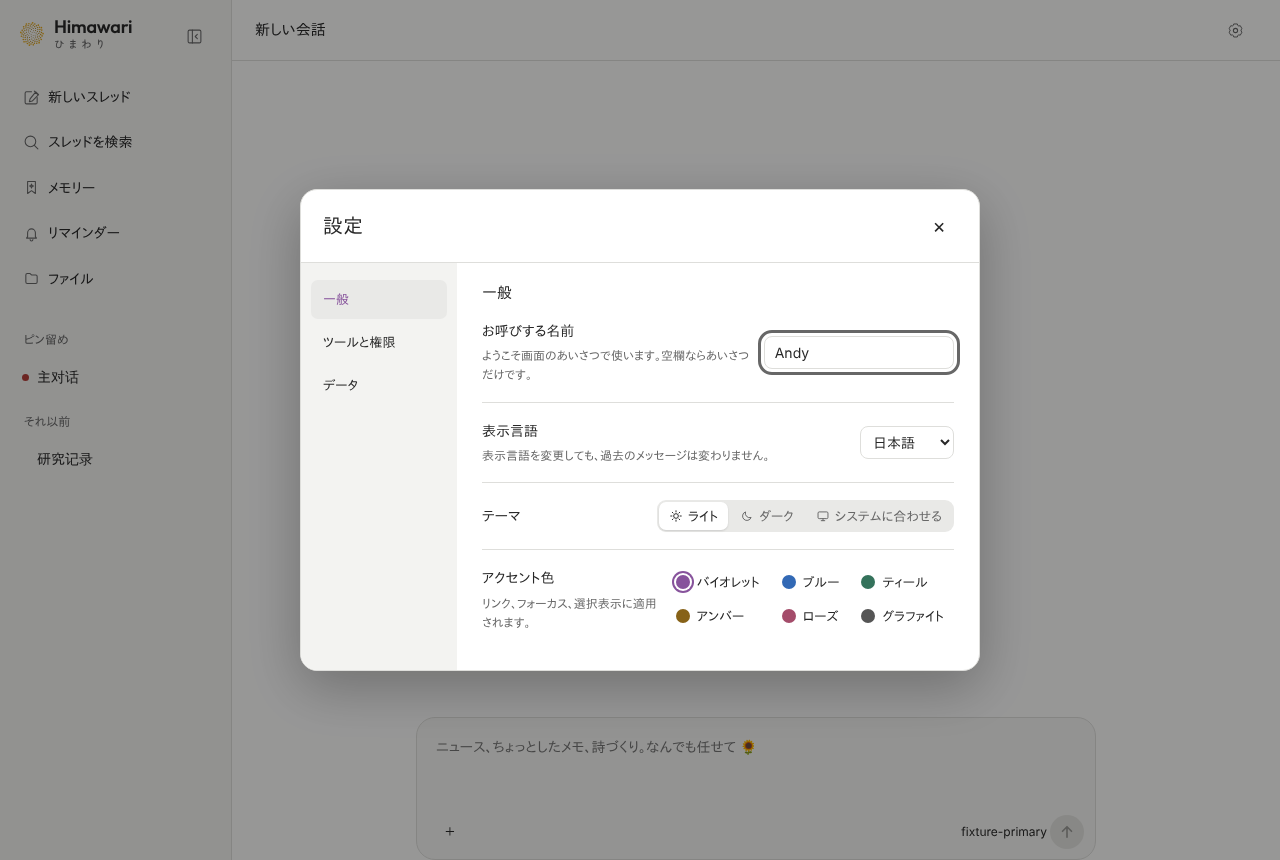 Himawari
ひまわり
新しい会話
新しいスレッド
スレッドを検索
メモリー
リマインダー
ファイル
ピン留め
主对话
それ以前
研究记录
設定
一般
ツールと権限
データ
一般
お呼びする名前
ようこそ画面のあいさつで使います。空欄ならあいさつ
だけです。
Andy
表示言語
表示言語を変更しても、過去のメッセージは変わりません。
日本語
テーマ
ライト
ダーク
システムに合わせる
アクセント色
リンク、フォーカス、選択表示に適用
されます。
バイオレット
ブルー
ティール
アンバー
ローズ
グラファイト
ニュース、ちょっとしたメモ、詩づくり。なんでも任せて 🌻
fixture-primary